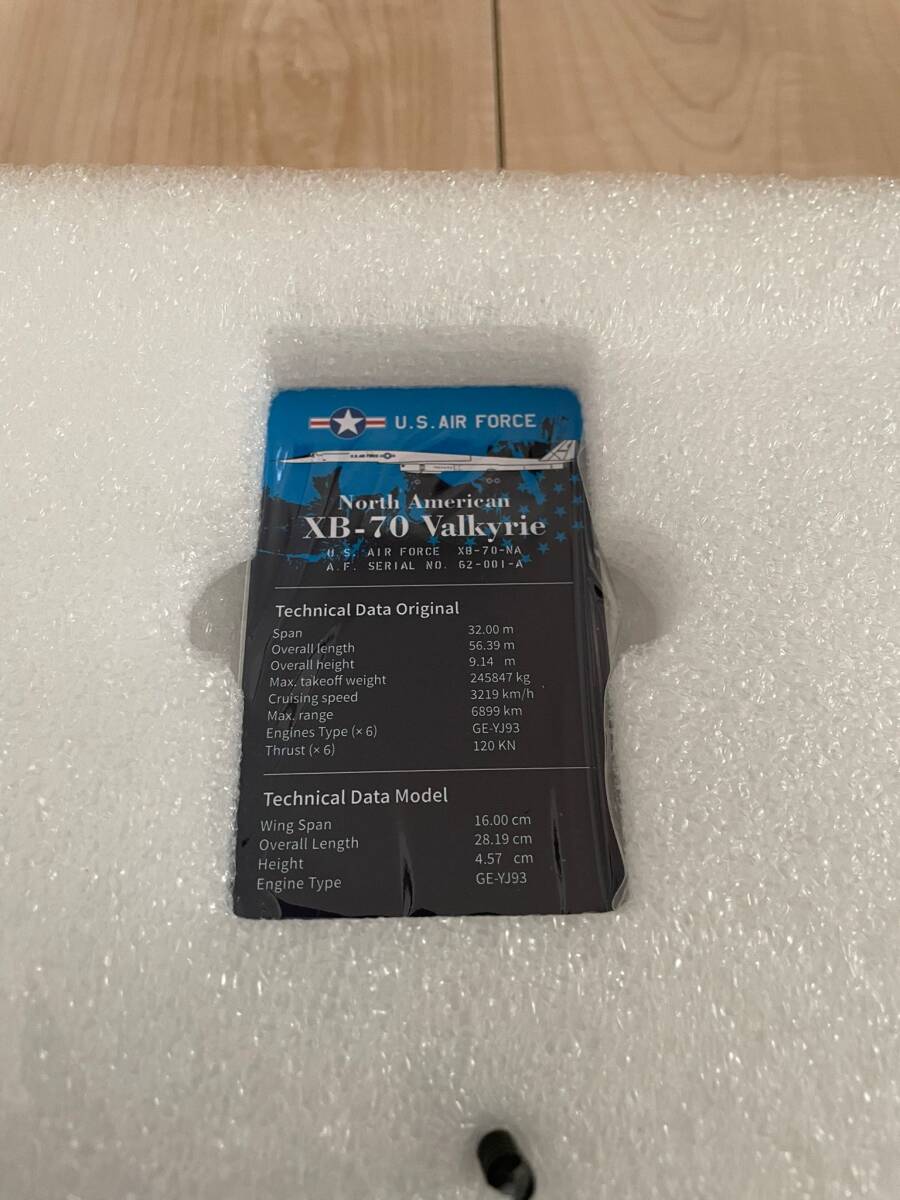 U.S. AIR FORCE
U.S. AIR FORCE
North American
XB-70 Valkyrie
U.S. AIR FORCE XB-70-NA
A.F. SERIAL NO. 62-001-A
Technical Data Original
Span 32.00 m
Overall length 56.39 m
Overall height 9.14 m
Max. takeoff weight 245847 kg
Cruising speed 3219 km/h
Max. range 6899 km
Engines Type (× 6) GE-YJ93
Thrust (× 6) 120 KN
Technical Data Model
Wing Span 16.00 cm
Overall Length 28.19 cm
Height 4.57 cm
Engine Type GE-YJ93